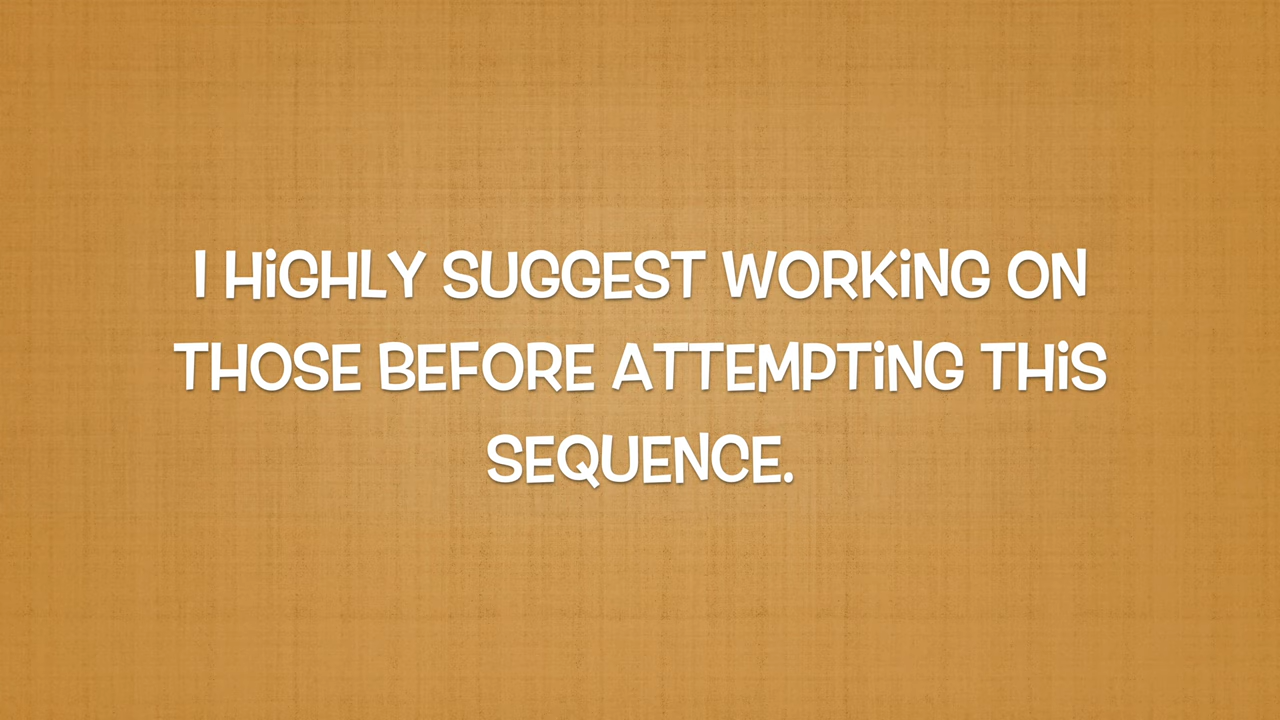 I HiGHLY SUGGEST WORKiNG ON
THOSE BEFORE ATTEMPTiNG THiS
SEQUENCE.